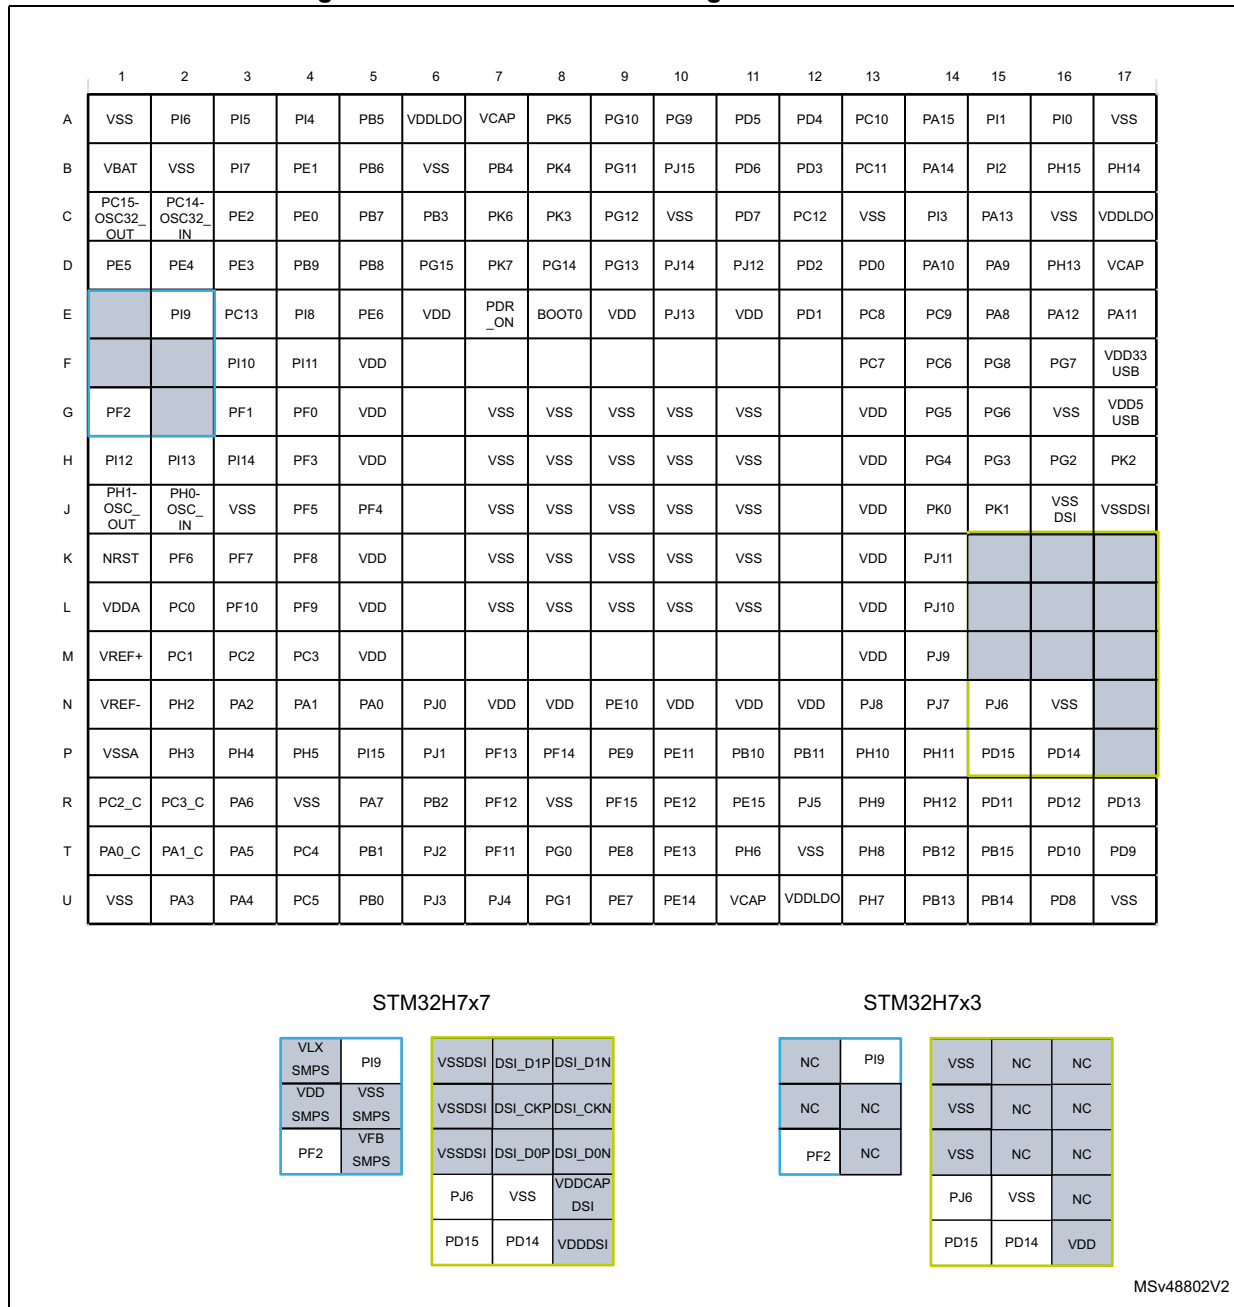 1 2 3 4 5 6 7 8 9 10 11 12 13 14 15 16 17
A VSS PI6 PI5 PI4 PB5 VDDLDO VCAP PK5 PG10 PG9 PD5 PD4 PC10 PA15 PI1 PI0 VSS
B VBAT VSS PI7 PE1 PB6 VSS PB4 PK4 PG11 PJ15 PD6 PD3 PC11 PA14 PI2 PH15 PH14
C PC15-OSC32_OUT PC14-OSC32_IN PE2 PE0 PB7 PB3 PK6 PK3 PG12 VSS PD7 PC12 VSS PI3 PA13 VSS VDDLDO
D PE5 PE4 PE3 PB9 PB8 PG15 PK7 PG14 PG13 PJ14 PJ12 PD2 PD0 PA10 PA9 PH13 VCAP
E PI9 PC13 PI8 PE6 VDD PDR_ON BOOT0 VDD PJ13 VDD PD1 PC8 PC9 PA8 PA12 PA11
F PI10 PI11 VDD PC7 PC6 PG8 PG7 VDD33 USB
G PF2 PF1 PF0 VDD VSS VSS VSS VSS VSS VDD PG5 PG6 VSS VDD5 USB
H PI12 PI13 PI14 PF3 VDD VSS VSS VSS VSS VSS VDD PG4 PG3 PG2 PK2
J PH1-OSC_OUT PH0-OSC_IN VSS PF5 PF4 VSS VSS VSS VSS VSS VDD PK0 PK1 VSS DSI VSSDSI
K NRST PF6 PF7 PF8 VDD VSS VSS VSS VSS VSS VDD PJ11
L VDDA PC0 PF10 PF9 VDD VSS VSS VSS VSS VSS VDD PJ10
M VREF+ PC1 PC2 PC3 VDD VDD PJ9
N VREF- PH2 PA2 PA1 PA0 PJ0 VDD VDD PE10 VDD VDD VDD PJ8 PJ7 PJ6 VSS
P VSSA PH3 PH4 PH5 PI15 PJ1 PF13 PF14 PE9 PE11 PB10 PB11 PH10 PH11 PD15 PD14
R PC2_C PC3_C PA6 VSS PA7 PB2 PF12 VSS PF15 PE12 PE15 PJ5 PH9 PH12 PD11 PD12 PD13
T PA0_C PA1_C PA5 PC4 PB1 PJ2 PF11 PG0 PE8 PE13 PH6 VSS PH8 PB12 PB15 PD10 PD9
U VSS PA3 PA4 PC5 PB0 PJ3 PJ4 PG1 PE7 PE14 VCAP VDDLDO PH7 PB13 PB14 PD8 VSS
STM32H7x7
VLX SMPS PI9
VDD SMPS VSS SMPS
PF2 VFB SMPS
VSSDSI DSI_D1P DSI_D1N
VSSDSI DSI_CKP DSI_CKN
VSSDSI DSI_D0P DSI_D0N
PJ6 VSS VDDCAP DSI
PD15 PD14 VDDDSI
STM32H7x3
NC PI9
NC NC
PF2 NC
VSS NC NC
VSS NC NC
VSS NC NC
PJ6 VSS NC
PD15 PD14 VDD
MSv48802V2